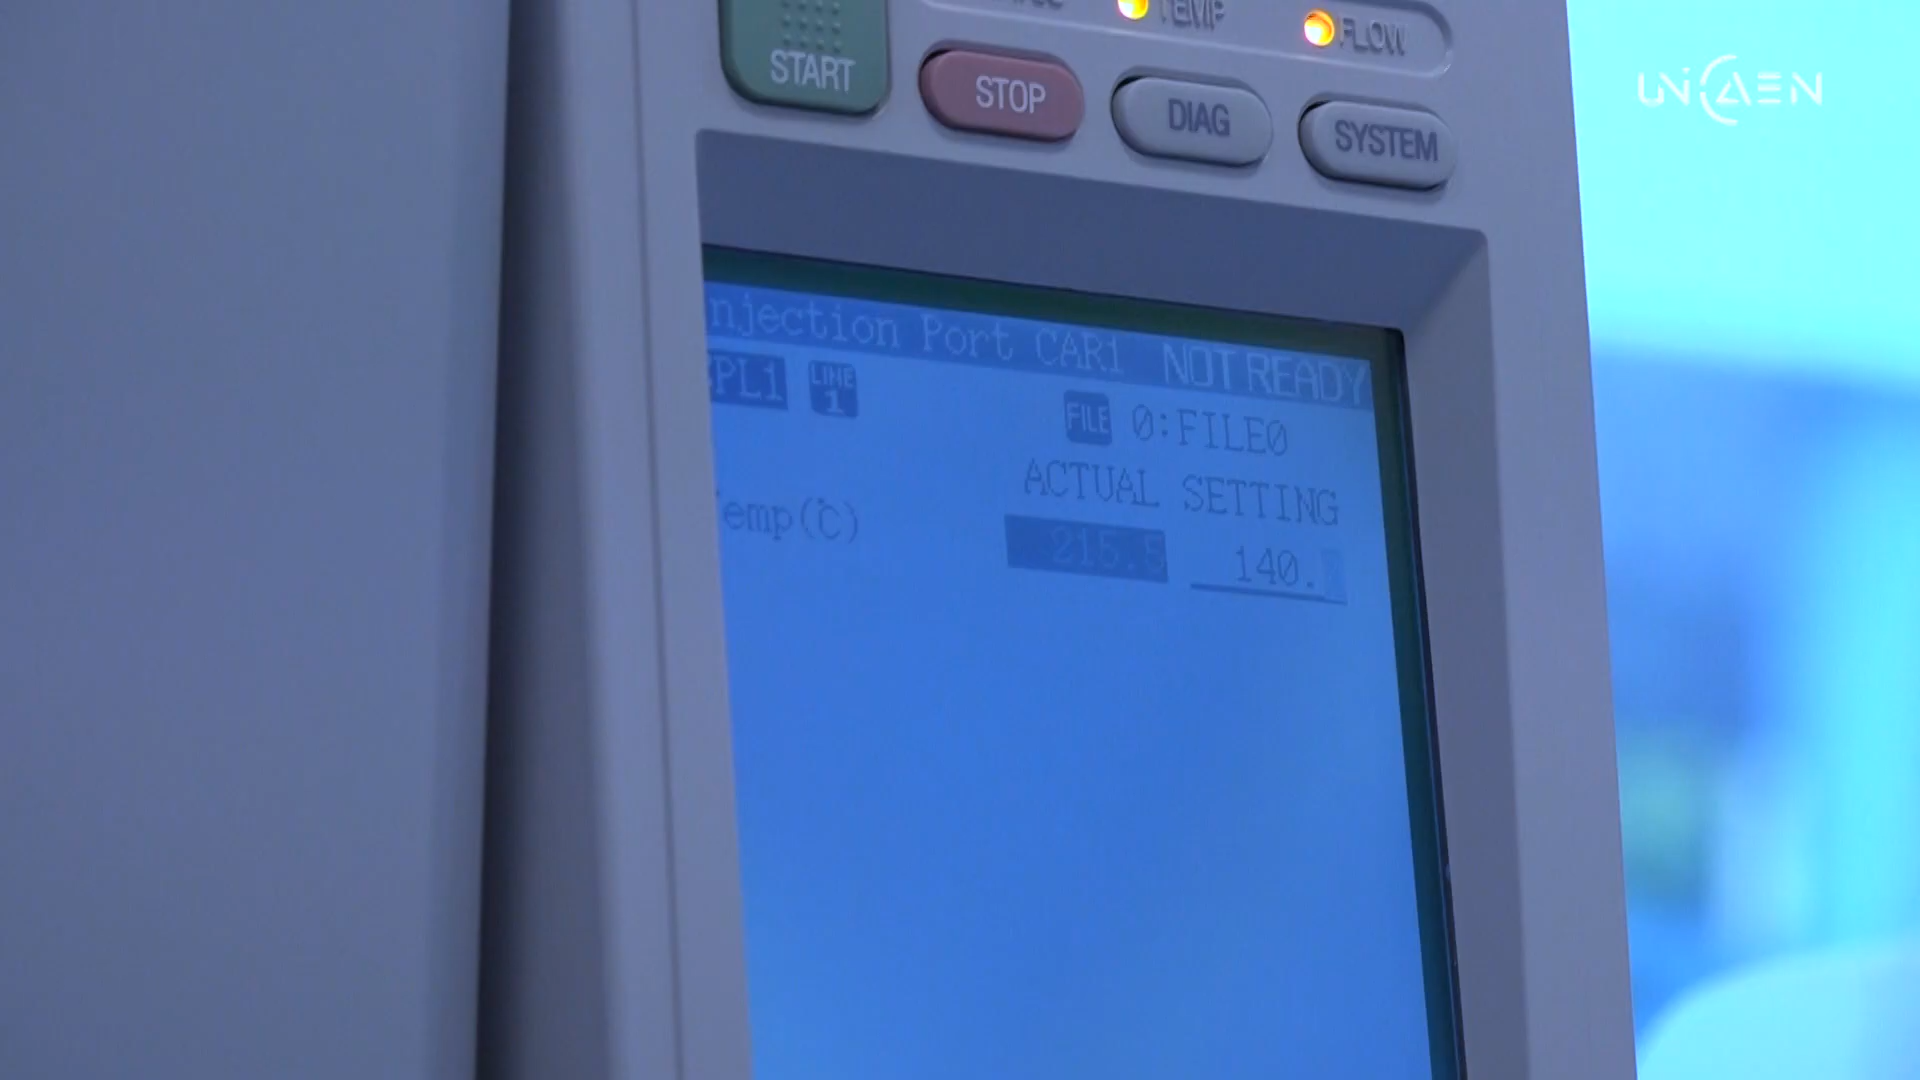 TEMP
FLOW
START
STOP
DIAG
SYSTEM
UNICAEN
njection Port CAR1 NOT READY
SPL1 LINE 1
FILE 0:FILE0
ACTUAL SETTING
emp(℃) 215.5 140.